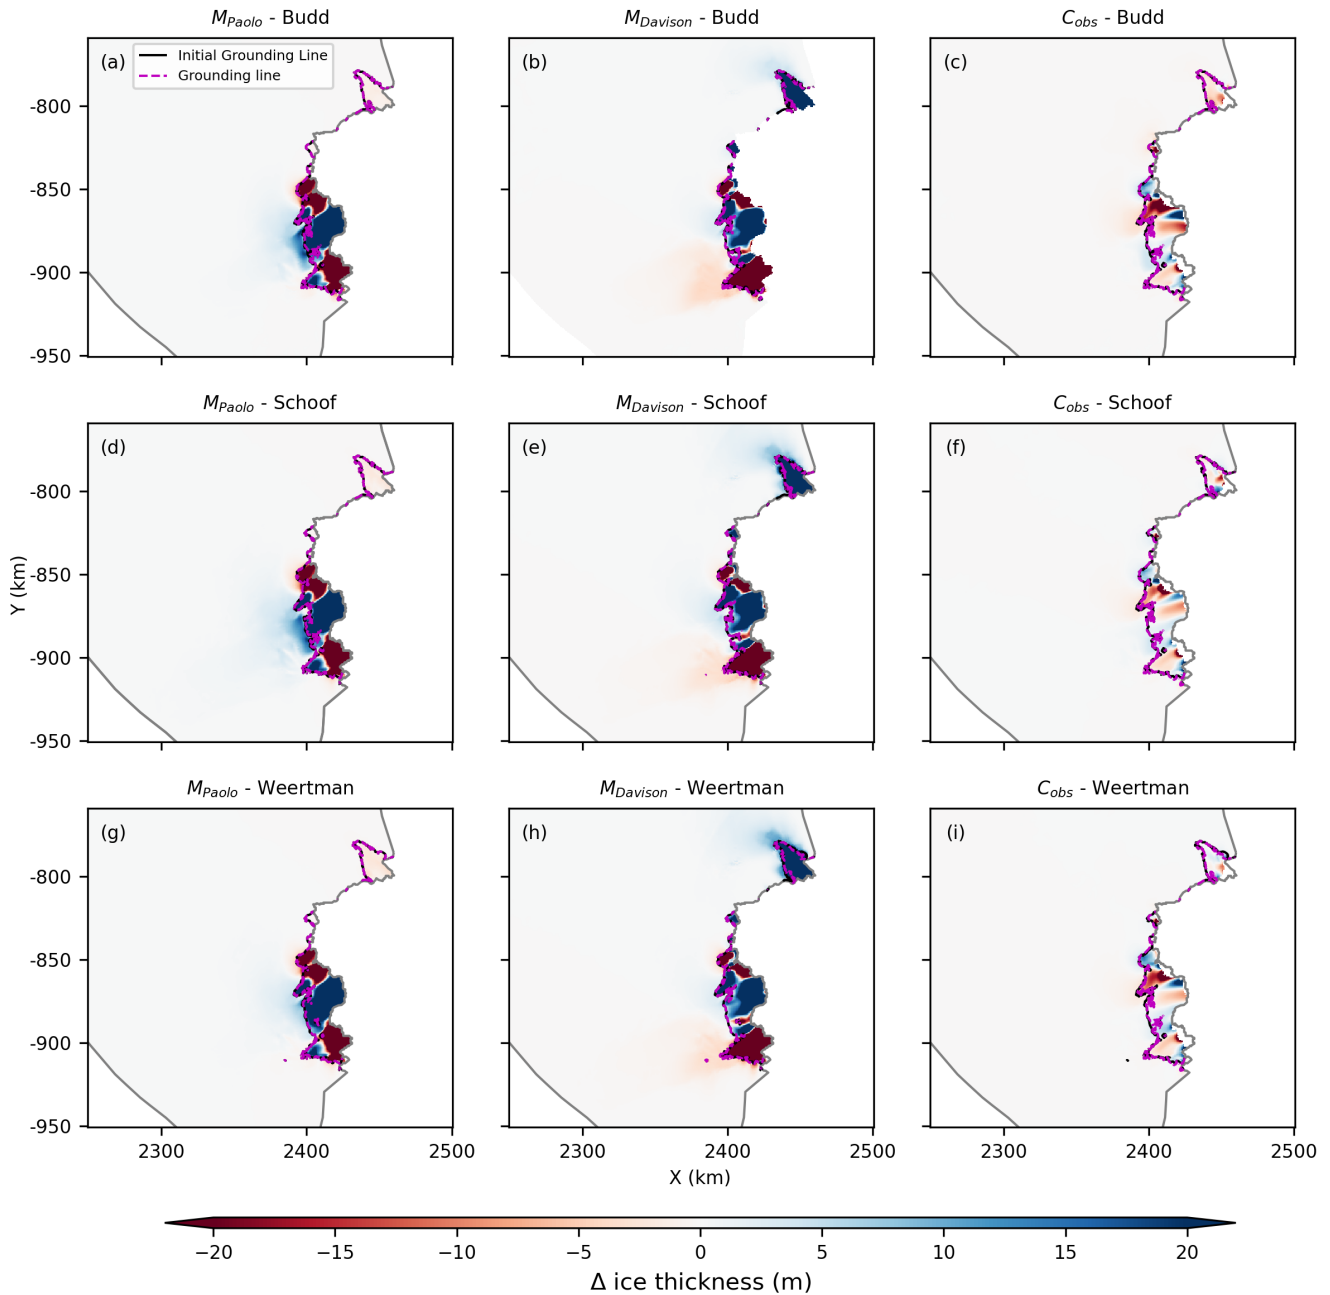 M_Paolo - Budd
M_Davison - Budd
C_obs - Budd
(a)
Initial Grounding Line
Grounding line
(b)
(c)
-800
-850
-900
-950
M_Paolo - Schoof
M_Davison - Schoof
C_obs - Schoof
(d)
(e)
(f)
-800
-850
-900
-950
Y (km)
M_Paolo - Weertman
M_Davison - Weertman
C_obs - Weertman
(g)
(h)
(i)
-800
-850
-900
-950
2300 2400 2500
2300 2400 2500
2300 2400 2500
X (km)
−20 −15 −10 −5 0 5 10 15 20
Δ ice thickness (m)